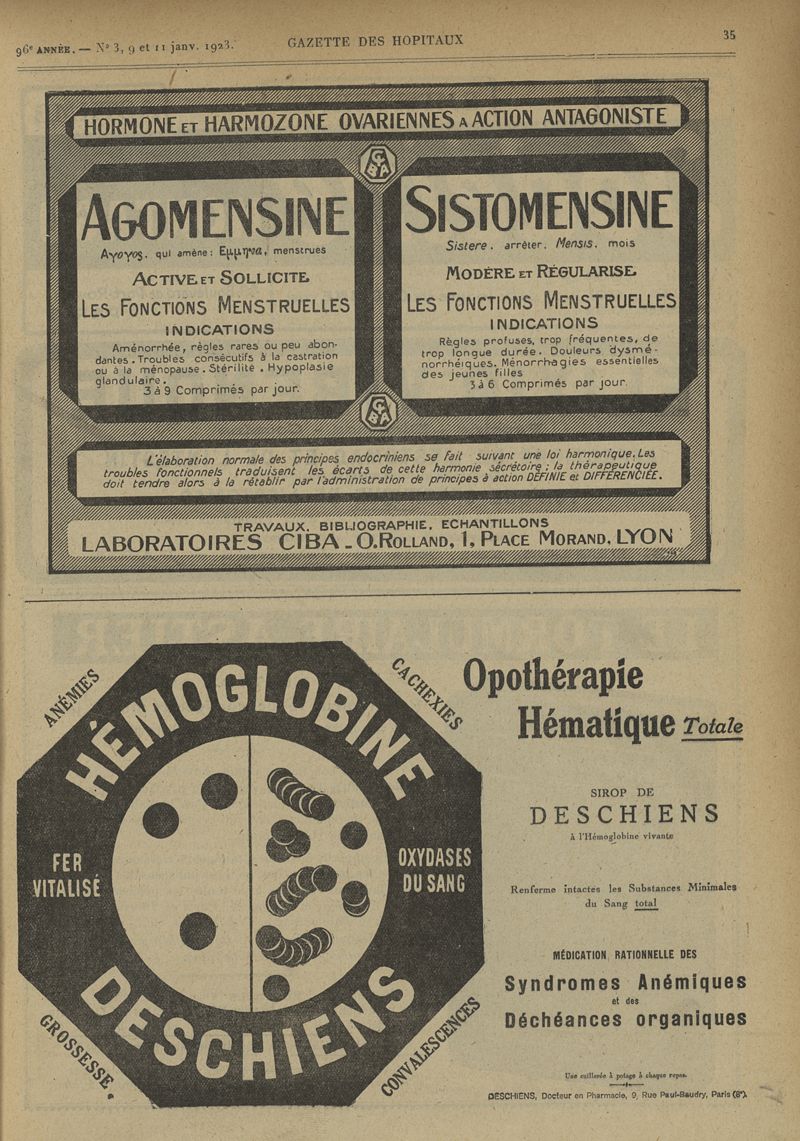 96e ANNÉE. — No 3, 9 et 11 janv. 1923.
GAZETTE DES HOPITAUX
35
HORMONE ET HARMOZONE OVARIENNES A ACTION ANTAGONISTE
CIBA
AGOMENSINE
Αγογος, qui amène: Εμμηνα, menstrues
ACTIVE ET SOLLICITE
LES FONCTIONS MENSTRUELLES
INDICATIONS
Aménorrhée, règles rares ou peu abon-
dantes. Troubles consécutifs à la castration
ou à la ménopause. Stérilité. Hypoplasie
glandulaire.
3 à 9 Comprimés par jour.
SISTOMENSINE
Sistere, arrêter, Mensis, mois
MODÈRE ET RÉGULARISE
LES FONCTIONS MENSTRUELLES
INDICATIONS
Règles profuses, trop fréquentes, de
trop longue durée. Douleurs dysmé-
norrhéiques. Ménorrhagies essentielles
des jeunes filles
3 à 6 Comprimés par jour.
CIBA
L'élaboration normale des principes endocriniens se fait suivant une loi harmonique. Les
troubles fonctionnels traduisent les écarts de cette harmonie sécrétoire; la thérapeutique
doit tendre alors à la rétablir par l'administration de principes à action DÉFINIE et DIFFÉRENCIÉE.
TRAVAUX, BIBLIOGRAPHIE, ECHANTILLONS
LABORATOIRES CIBA - O. ROLLAND, 1, PLACE MORAND, LYON
ANÉMIES
CACHEXIES
HÉMOGLOBINE
FER
VITALISÉ
OXYDASES
DU SANG
DESCHIENS
GROSSESSE
CONVALESCENCES
Opothérapie
Hématique Totale
SIROP DE
DESCHIENS
à l'Hémoglobine vivante
Renferme intactes les Substances Minimales
du Sang total
MÉDICATION RATIONNELLE DES
Syndromes Anémiques
et des
Déchéances organiques
Une cuillerée à potage à chaque repas.
DESCHIENS, Docteur en Pharmacie, 9, Rue Paul-Baudry, Paris (8e).